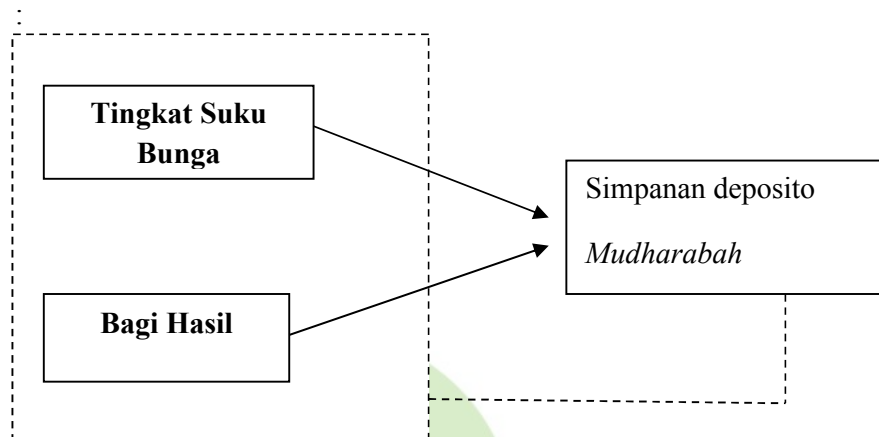 :
Tingkat Suku
Bunga
Simpanan deposito
Mudharabah
Bagi Hasil